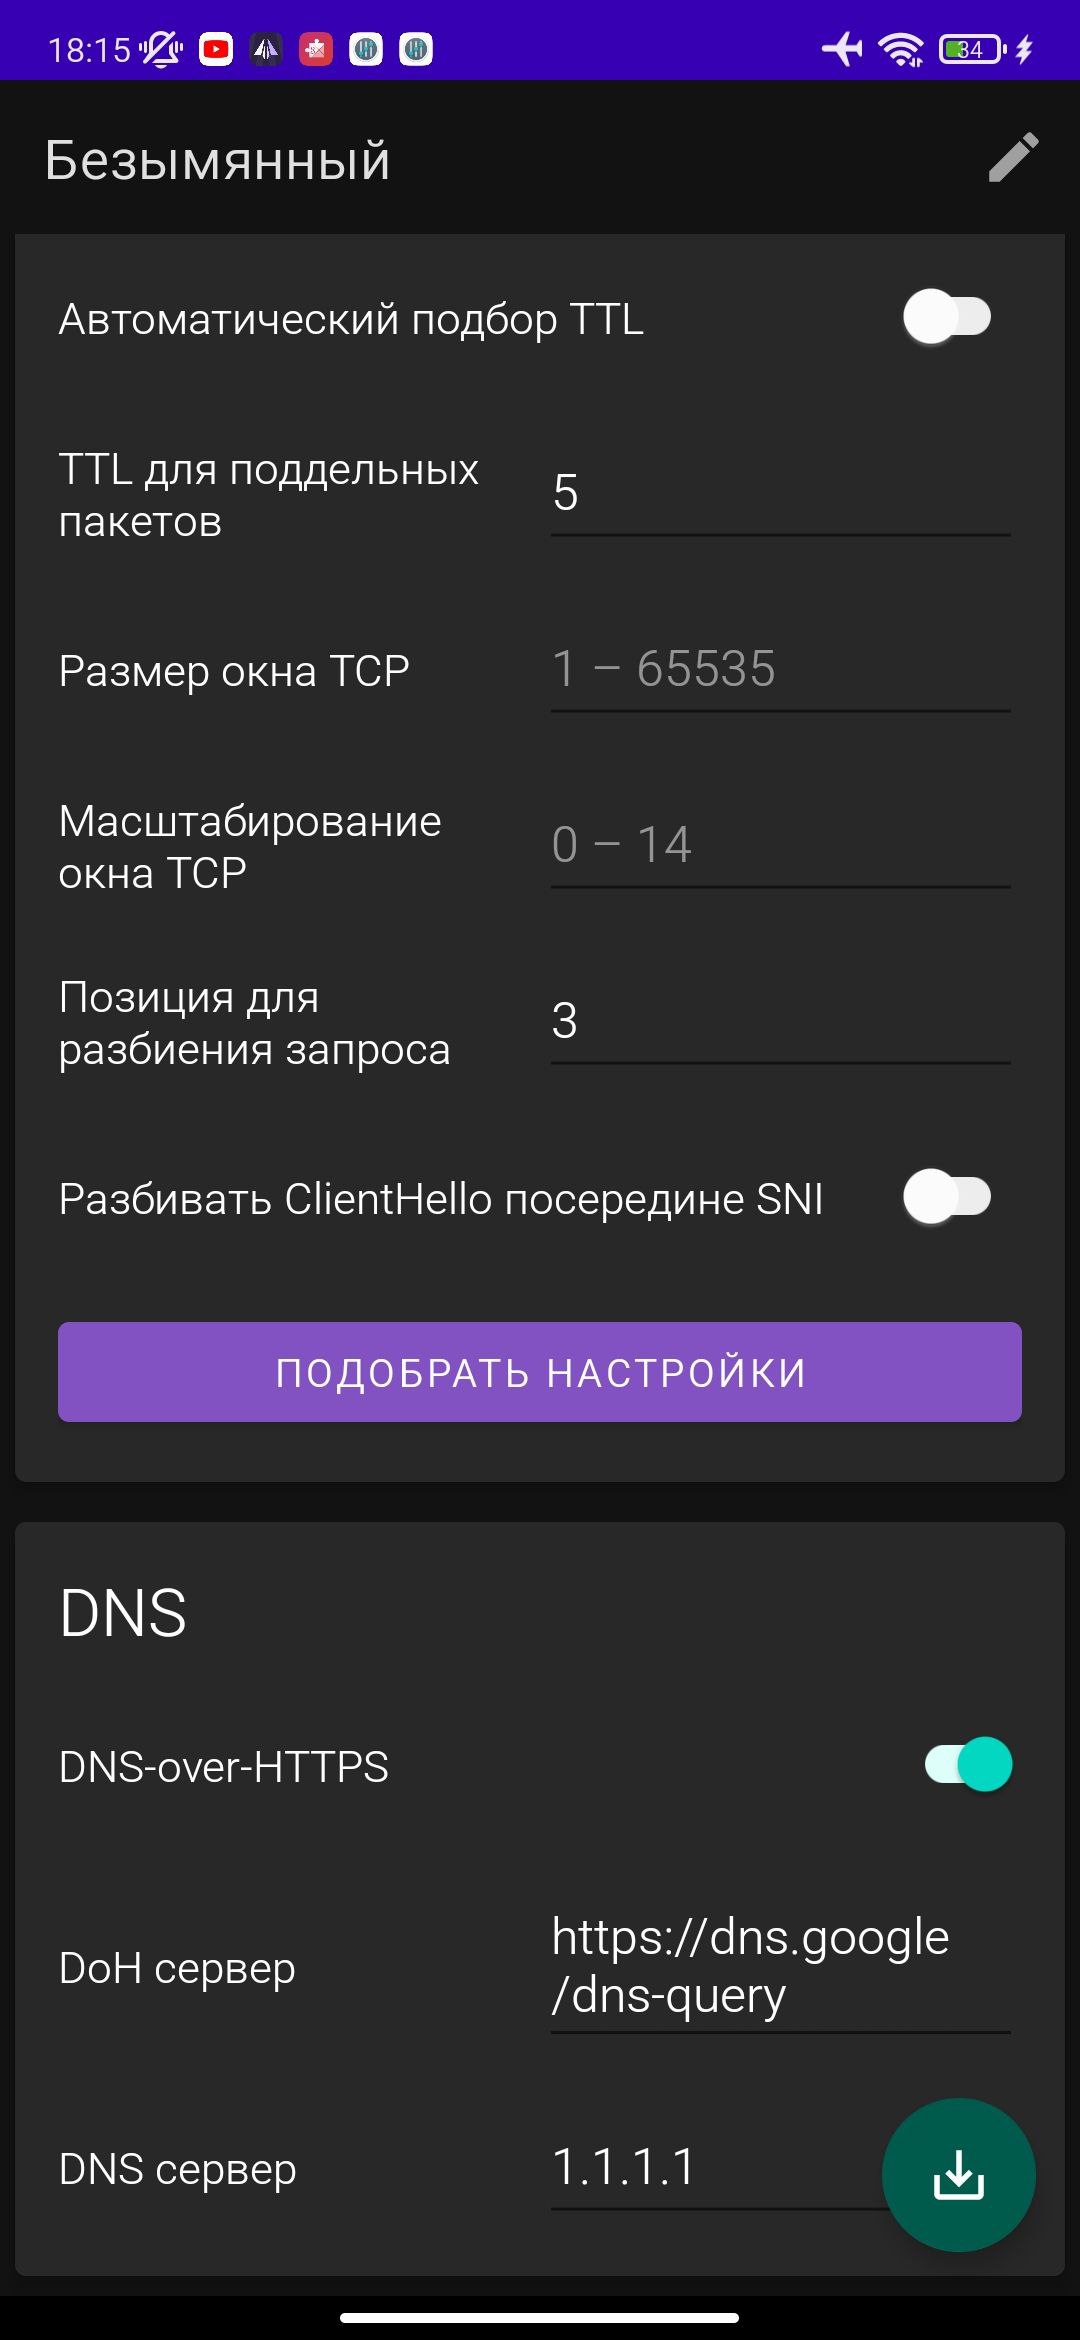 18:15
34
Безымянный
Автоматический подбор TTL
TTL для поддельных
пакетов
5
Размер окна TCP
1 – 65535
Масштабирование
окна TCP
0 – 14
Позиция для
разбиения запроса
3
Разбивать ClientHello посередине SNI
ПОДОБРАТЬ НАСТРОЙКИ
DNS
DNS-over-HTTPS
DoH сервер
https://dns.google
/dns-query
DNS сервер
1.1.1.1